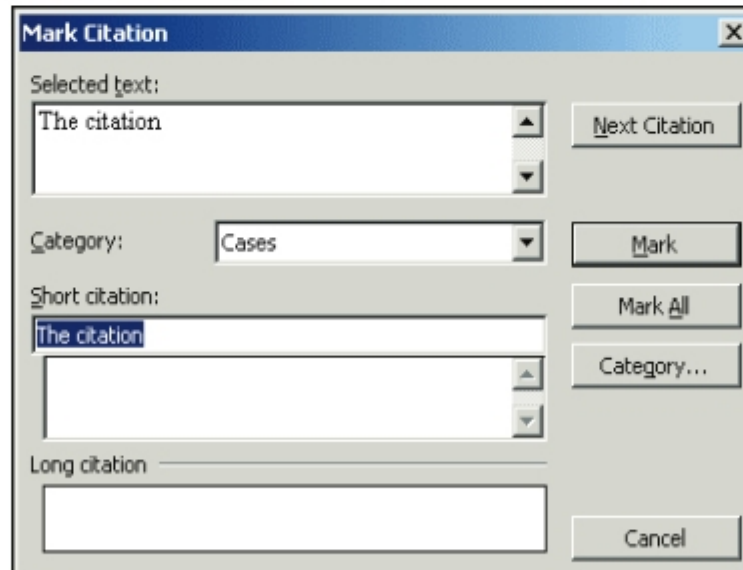 Mark Citation
Selected text:
The citation
Next Citation
Category:
Cases
Mark
Short citation:
Mark All
The citation
Category...
Long citation
Cancel